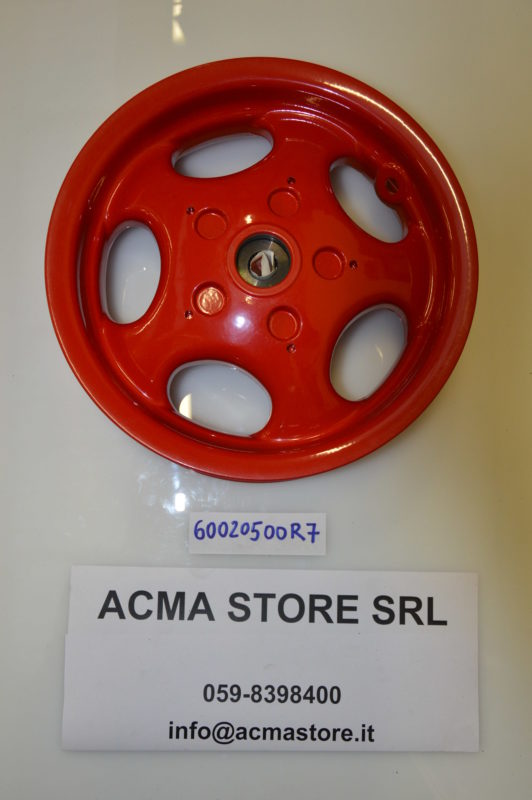 60020500R7
ACMA STORE SRL
059-8398400
info@acmastore.it